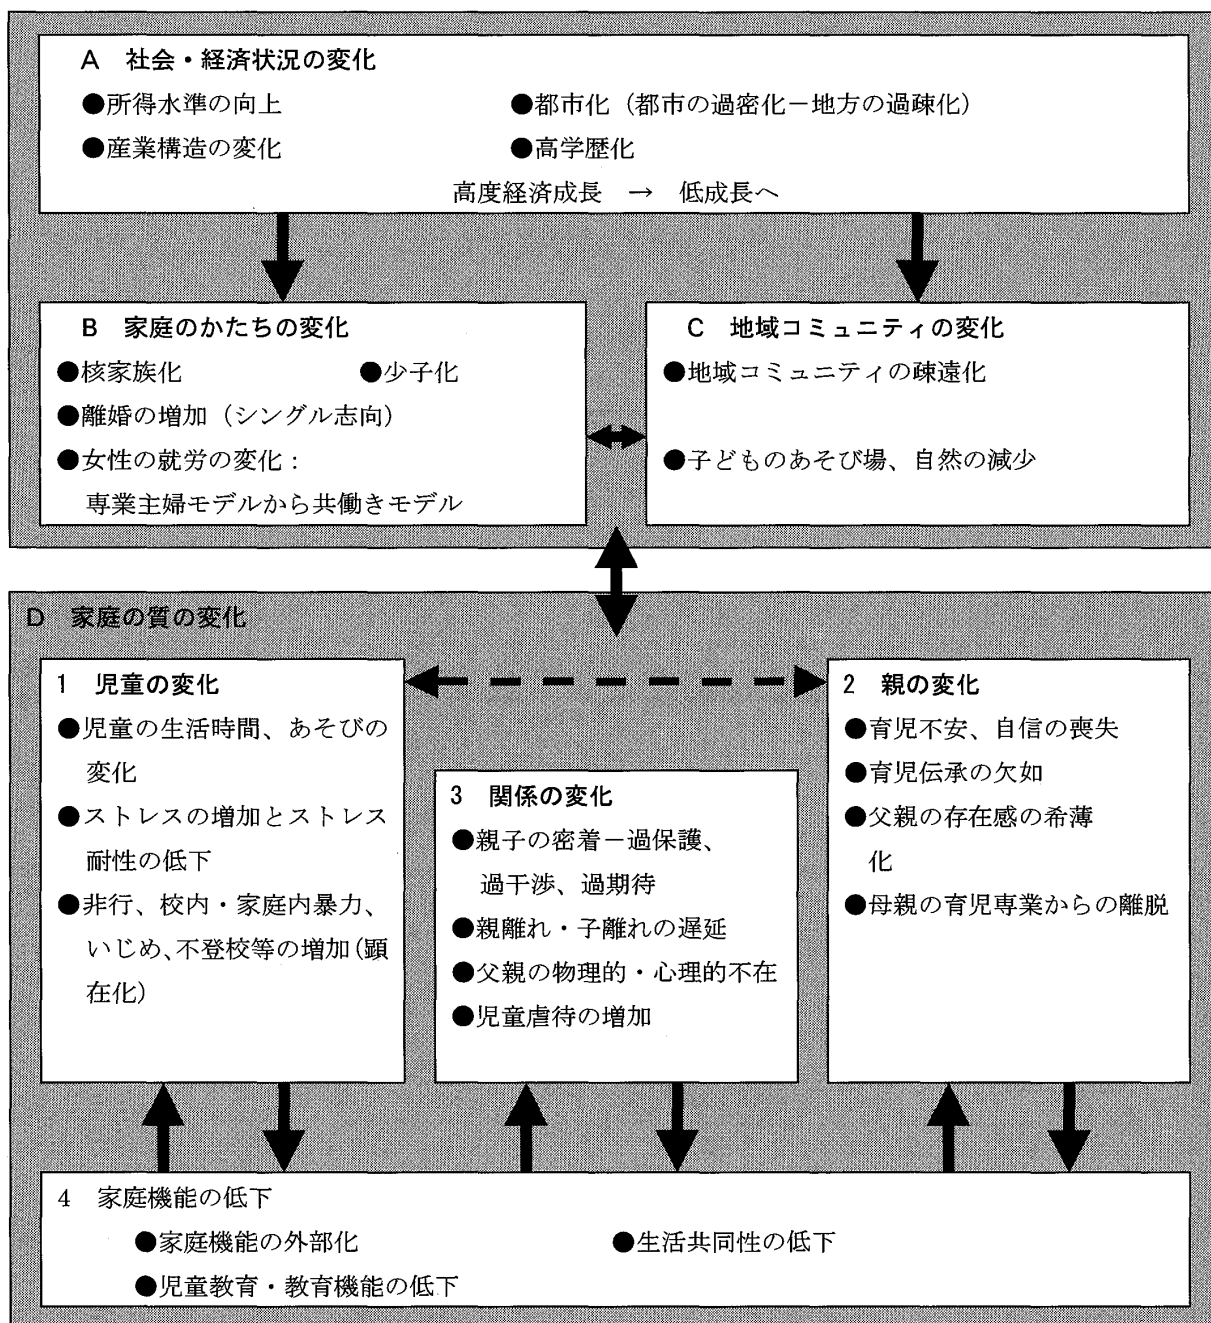 A 社会・経済状況の変化
●所得水準の向上 ●都市化（都市の過密化－地方の過疎化）
●産業構造の変化 ●高学歴化
高度経済成長 → 低成長へ
B 家庭のかたちの変化
●核家族化 ●少子化
●離婚の増加（シングル志向）
●女性の就労の変化：
専業主婦モデルから共働きモデル
C 地域コミュニティの変化
●地域コミュニティの疎遠化
●子どものあそび場、自然の減少
D 家庭の質の変化
1 児童の変化
●児童の生活時間、あそびの
変化
●ストレスの増加とストレス
耐性の低下
●非行、校内・家庭内暴力、
いじめ、不登校等の増加（顕
在化）
2 親の変化
●育児不安、自信の喪失
●育児伝承の欠如
●父親の存在感の希薄
化
●母親の育児専業からの離脱
3 関係の変化
●親子の密着－過保護、
過干渉、過期待
●親離れ・子離れの遅延
●父親の物理的・心理的不在
●児童虐待の増加
4 家庭機能の低下
●家庭機能の外部化 ●生活共同性の低下
●児童教育・教育機能の低下